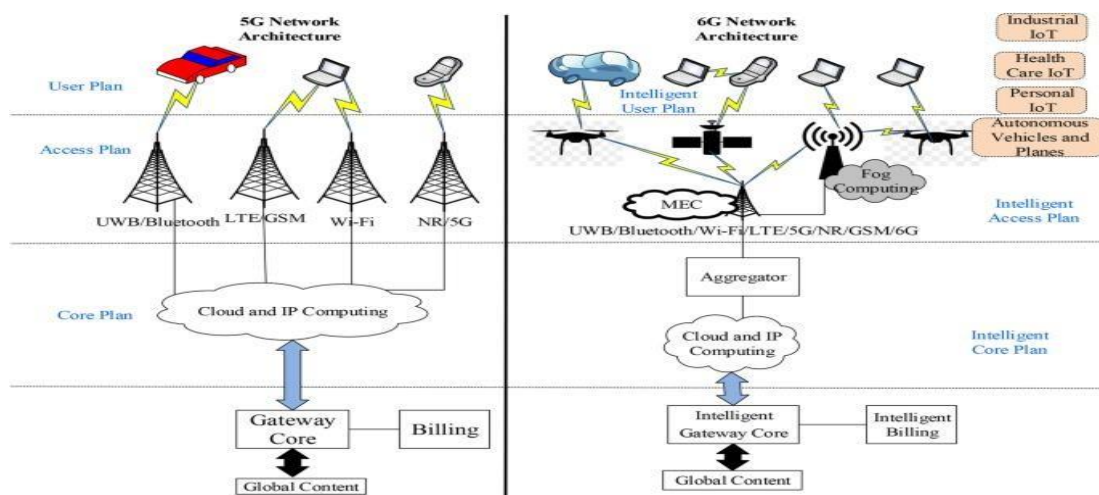 5G Network
Architecture
User Plan
Access Plan
UWB/Bluetooth
LTE/GSM
Wi-Fi
NR/5G
Core Plan
Cloud and IP Computing
Gateway
Core
Billing
Global Content
6G Network
Architecture
Industrial
IoT
Health
Care IoT
Personal
IoT
Autonomous
Vehicles and
Planes
Intelligent
User Plan
Fog
Computing
MEC
Intelligent
Access Plan
UWB/Bluetooth/Wi-Fi/LTE/5G/NR/GSM/6G
Aggregator
Cloud and IP
Computing
Intelligent
Core Plan
Intelligent
Gateway Core
Intelligent
Billing
Global Content